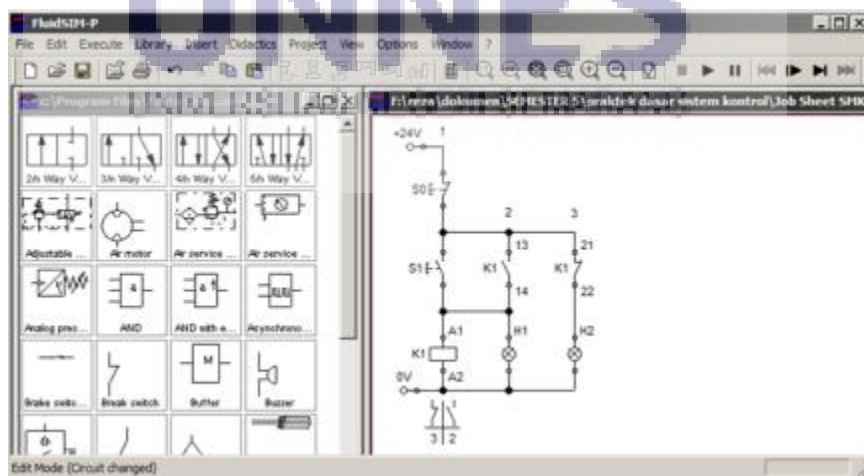 UNNES
FluidSIM-P
File Edit Execute Library Insert Didactics Project View Options Window ?
F:\reza\dokumen\SEMESTER 5\praktek dasar sistem kontrol\Job Sheet SM
2/n Way V... 3/n Way V... 4/n Way V... 5/n Way V...
Adjustable ... Air motor Air service ... Air service ...
Analog pres... AND AND with e... Asynchrono...
Brake switc... Break switch Buffer Buzzer
+24V 1
S0
2 3
13 21
S1 K1 K1
14 22
A1 H1 H2
K1
0V A2
3 2
Edit Mode (Circuit changed)